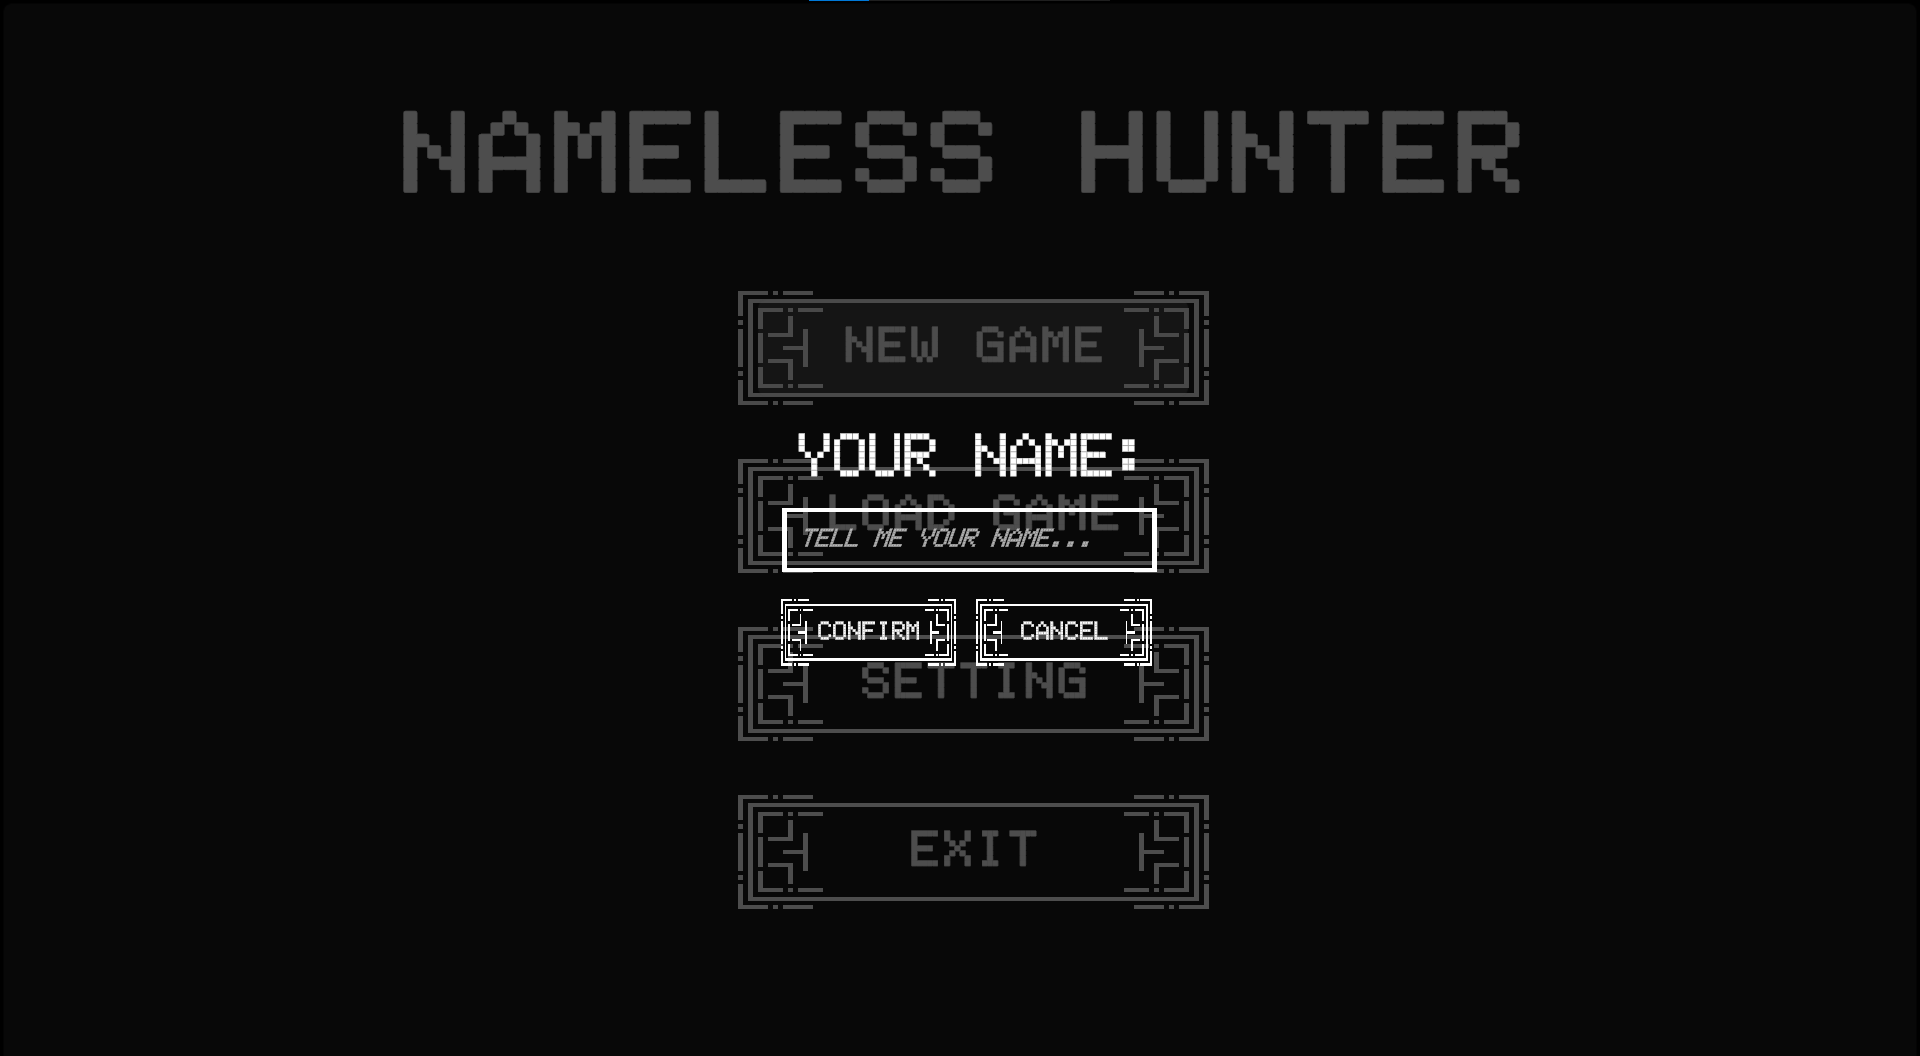 NAMELESS HUNTER
NEW GAME
YOUR NAME:
LOAD GAME
TELL ME YOUR NAME...
CONFIRM CANCEL
SETTING
EXIT